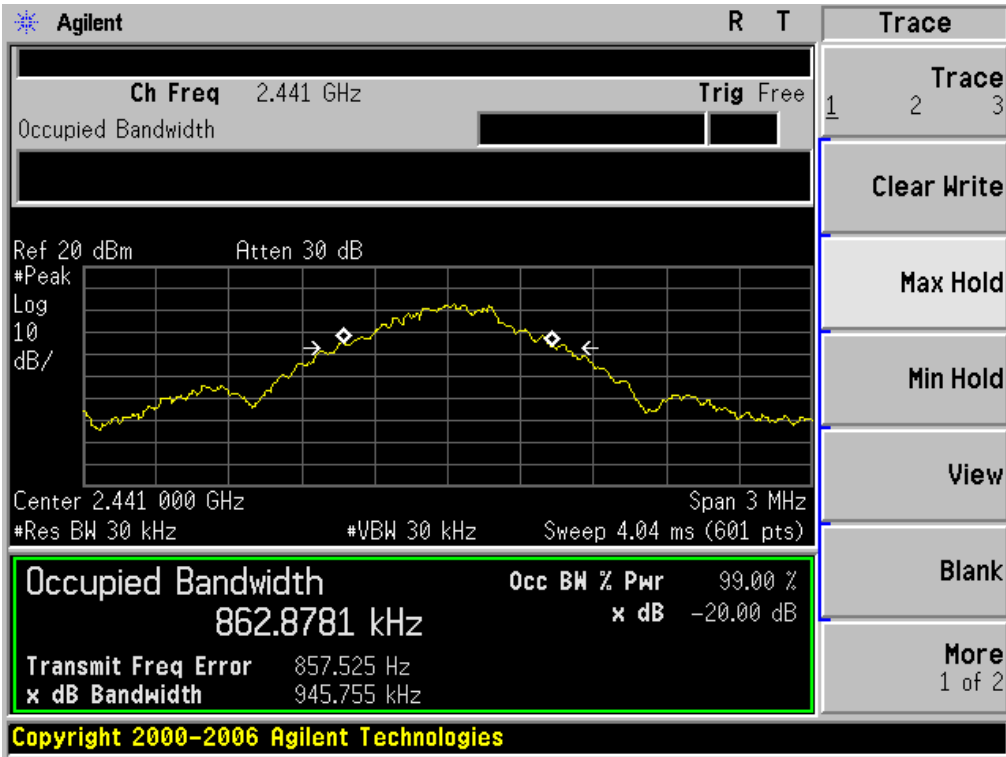 Agilent R T
Ch Freq 2.441 GHz Trig Free
Occupied Bandwidth
Ref 20 dBm Atten 30 dB
#Peak
Log
10
dB/
Center 2.441 000 GHz Span 3 MHz
#Res BW 30 kHz #VBW 30 kHz Sweep 4.04 ms (601 pts)
Occupied Bandwidth
862.8781 kHz
Occ BW % Pwr 99.00 %
x dB -20.00 dB
Transmit Freq Error 857.525 Hz
x dB Bandwidth 945.755 kHz
Copyright 2000-2006 Agilent Technologies
Trace
Trace
1 2 3
Clear Write
Max Hold
Min Hold
View
Blank
More
1 of 2